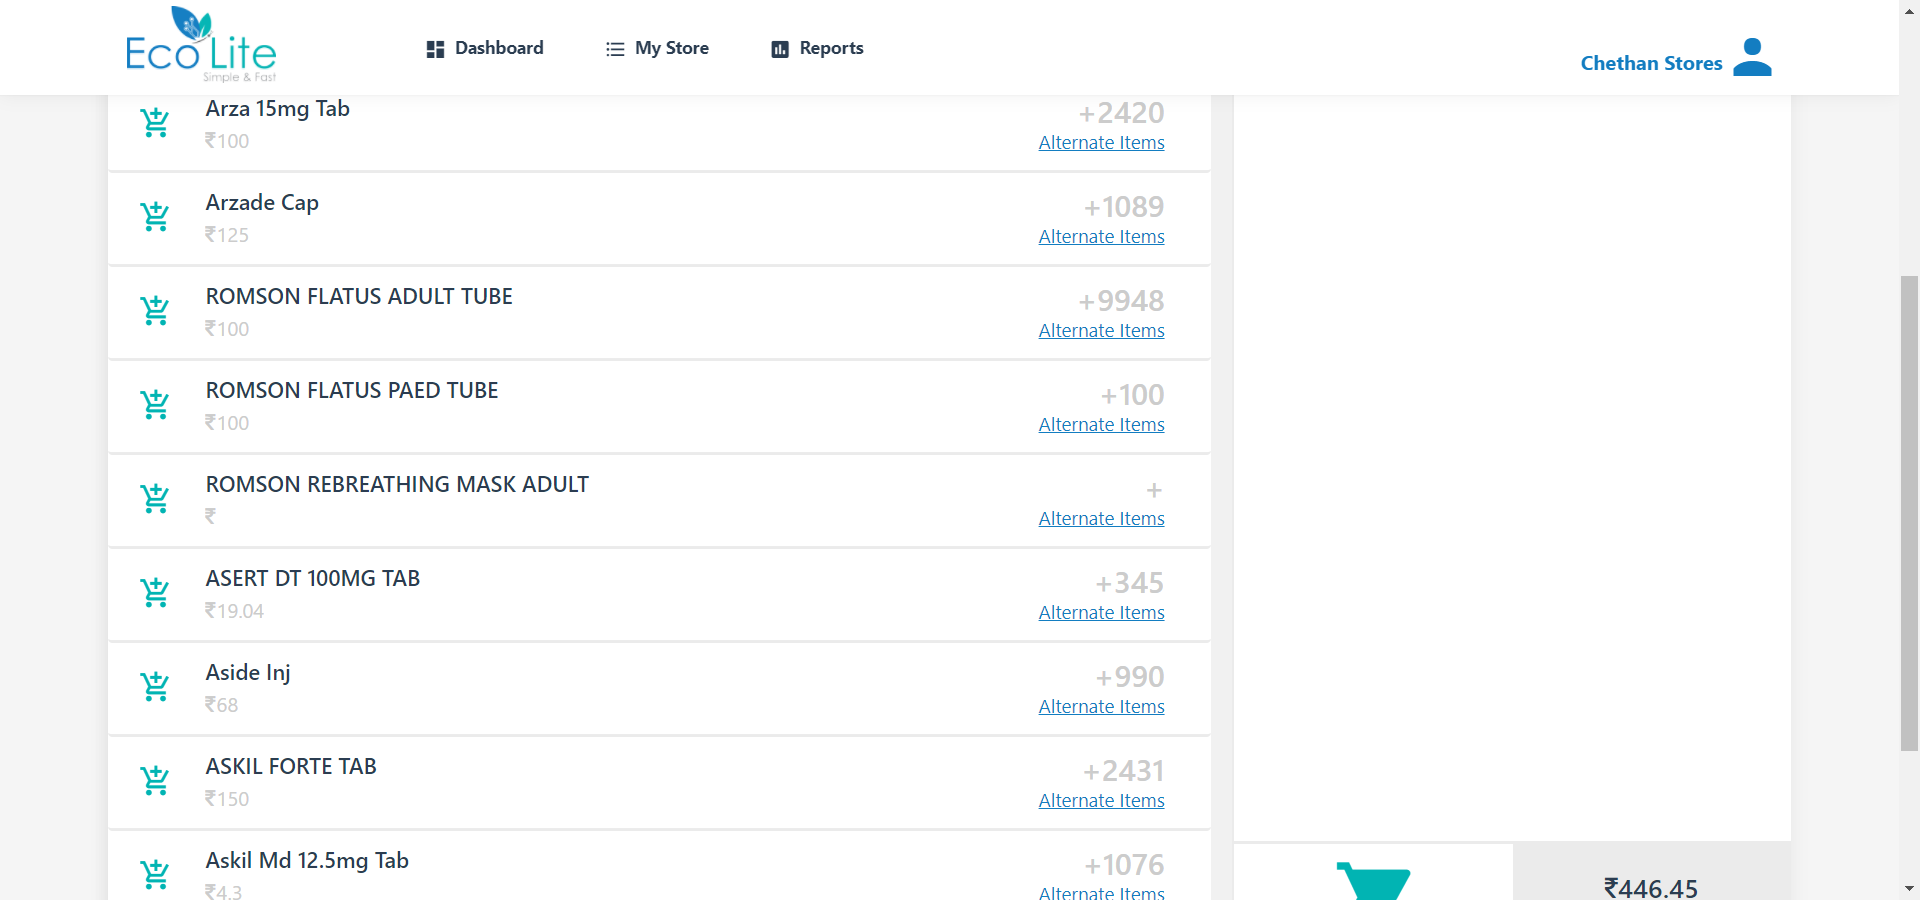 Eco Lite
Simple & Fast
Dashboard
My Store
Reports
Chethan Stores
Arza 15mg Tab
₹100
+2420
Alternate Items
Arzade Cap
₹125
+1089
Alternate Items
ROMSON FLATUS ADULT TUBE
₹100
+9948
Alternate Items
ROMSON FLATUS PAED TUBE
₹100
+100
Alternate Items
ROMSON REBREATHING MASK ADULT
₹
+
Alternate Items
ASERT DT 100MG TAB
₹19.04
+345
Alternate Items
Aside Inj
₹68
+990
Alternate Items
ASKIL FORTE TAB
₹150
+2431
Alternate Items
Askil Md 12.5mg Tab
₹4.3
+1076
Alternate Items
₹446.45